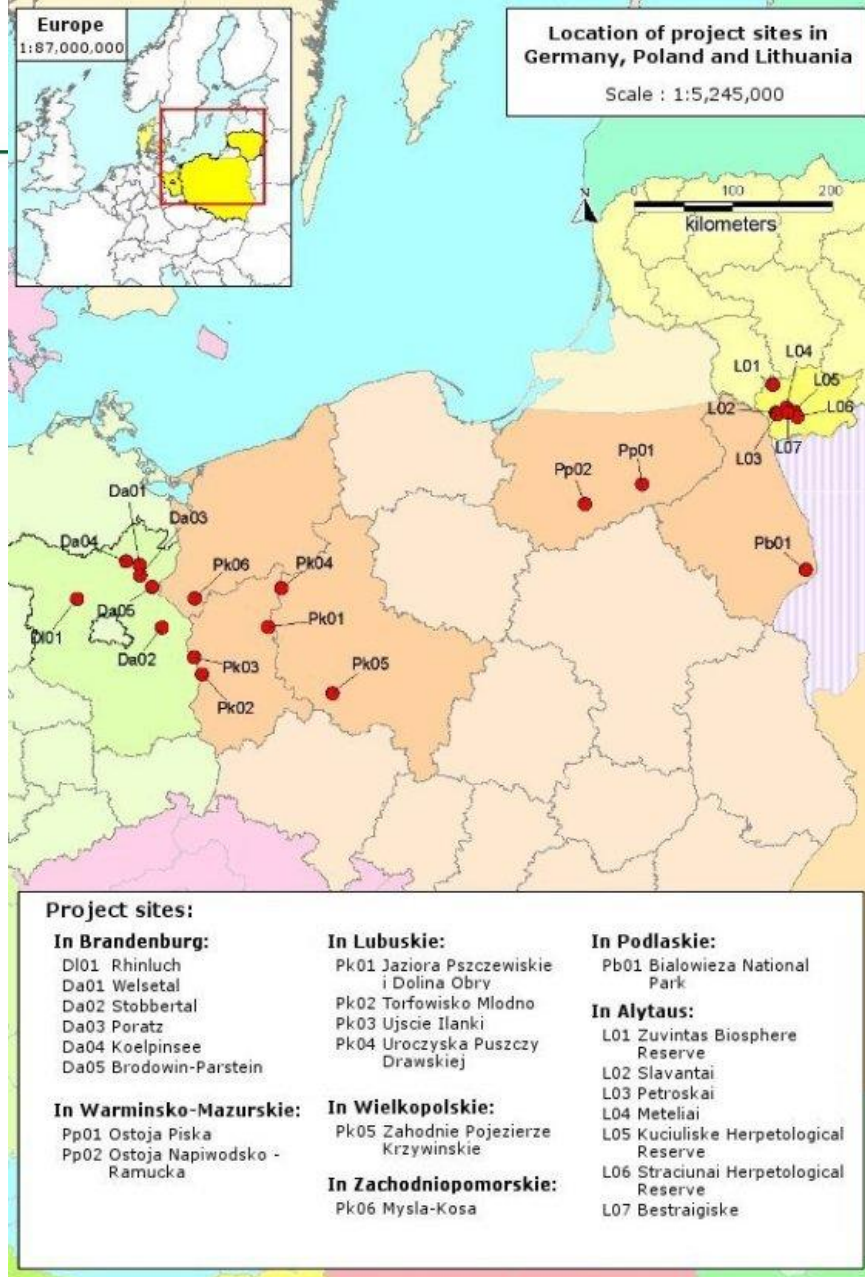 Europe
1:87,000,000
Location of project sites in
Germany, Poland and Lithuania
Scale : 1:5,245,000
N
0 100 200
kilometers
L04
L01
L05
L02
L06
L03
L07
Pp01
Pp02
Da01
Da03
Da04
Pk06
Pk04
Pb01
Da05
Pk01
Dl01
Da02
Pk03
Pk05
Pk02
Project sites:
In Brandenburg:
Dl01 Rhinluch
Da01 Welsetal
Da02 Stobbertal
Da03 Poratz
Da04 Koelpinsee
Da05 Brodowin-Parstein
In Warminsko-Mazurskie:
Pp01 Ostoja Piska
Pp02 Ostoja Napiwodsko -
Ramucka
In Lubuskie:
Pk01 Jaziora Pszczewiskie
i Dolina Obry
Pk02 Torfowisko Mlodno
Pk03 Ujscie Ilanki
Pk04 Uroczyska Puszczy
Drawskiej
In Wielkopolskie:
Pk05 Zahodnie Pojezierze
Krzywinskie
In Zachodniopomorskie:
Pk06 Mysla-Kosa
In Podlaskie:
Pb01 Bialowieza National
Park
In Alytaus:
L01 Zuvintas Biosphere
Reserve
L02 Slavantai
L03 Petroskai
L04 Meteliai
L05 Kuciuliske Herpetological
Reserve
L06 Straciunai Herpetological
Reserve
L07 Bestraigiske